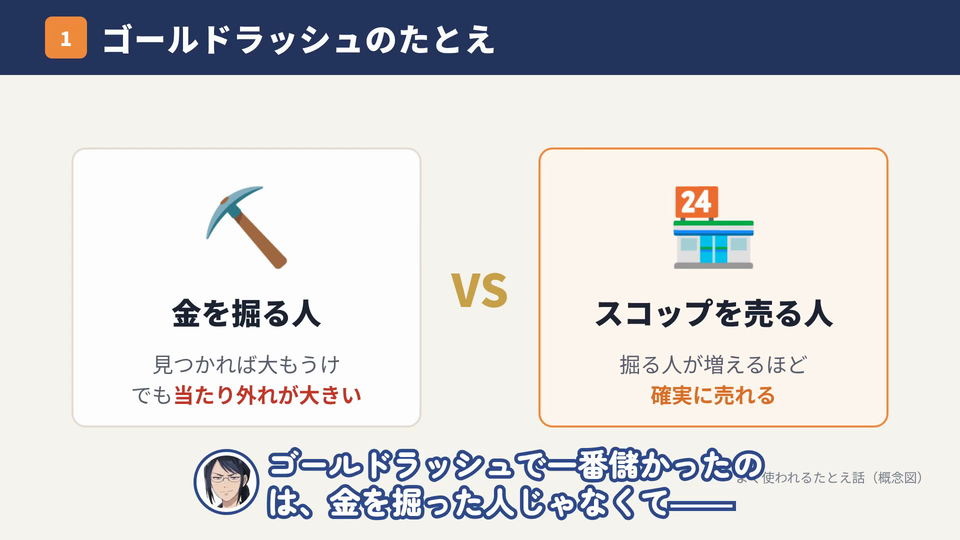 1 ゴールドラッシュのたとえ
24
金を掘る人
見つかれば大もうけ
でも当たり外れが大きい
VS
スコップを売る人
掘る人が増えるほど
確実に売れる
使われるたとえ話（概念図）
ゴールドラッシュで一番儲かったの
は、金を掘った人じゃなくて――